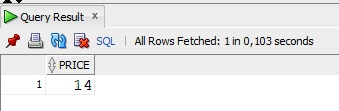 Query Result x
SQL | All Rows Fetched: 1 in 0,103 seconds
PRICE
1 14